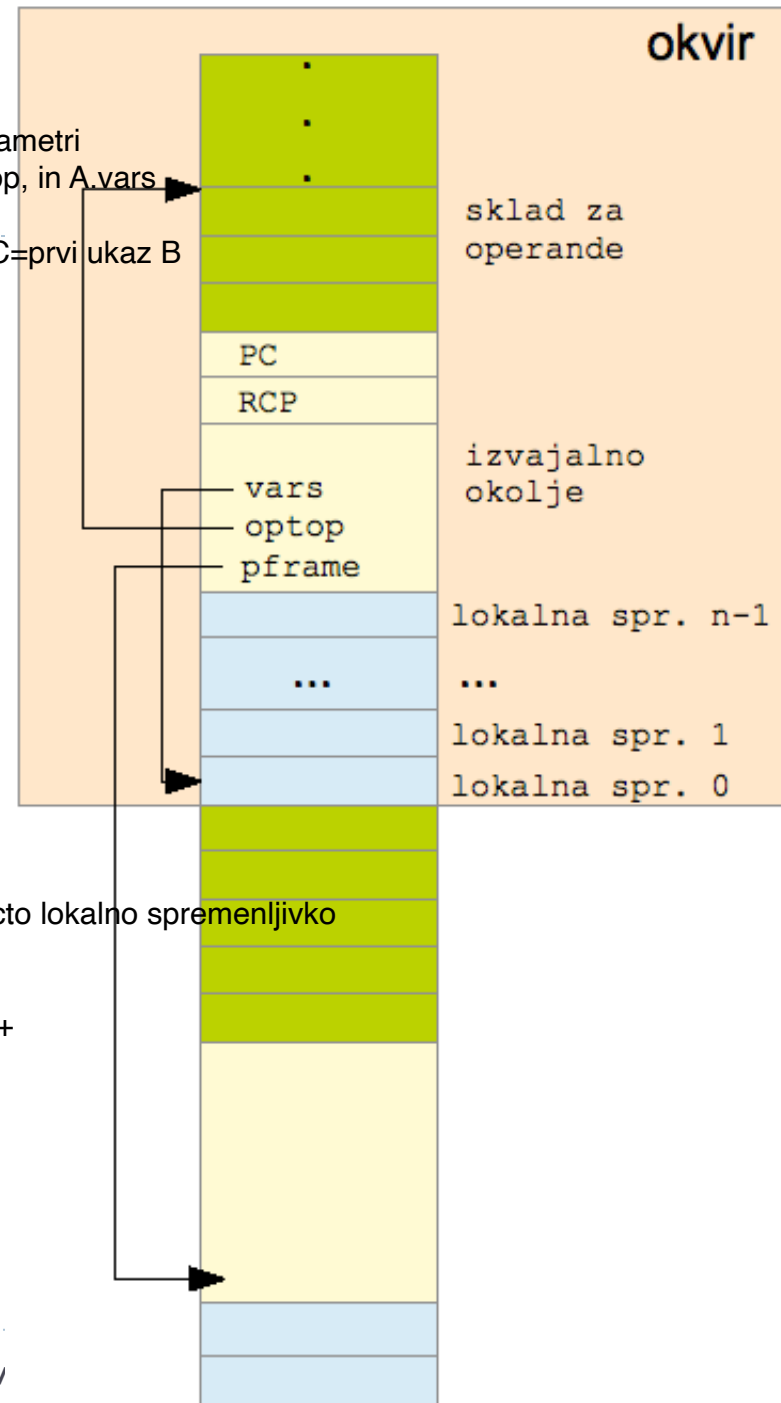 okvir
ametri
op, in A.vars
sklad za
operande
C=prvi ukaz B
PC
RCP
izvajalno
okolje
vars
optop
pframe
lokalna spr. n-1
... ...
lokalna spr. 1
lokalna spr. 0
cto lokalno spremenljivko
+